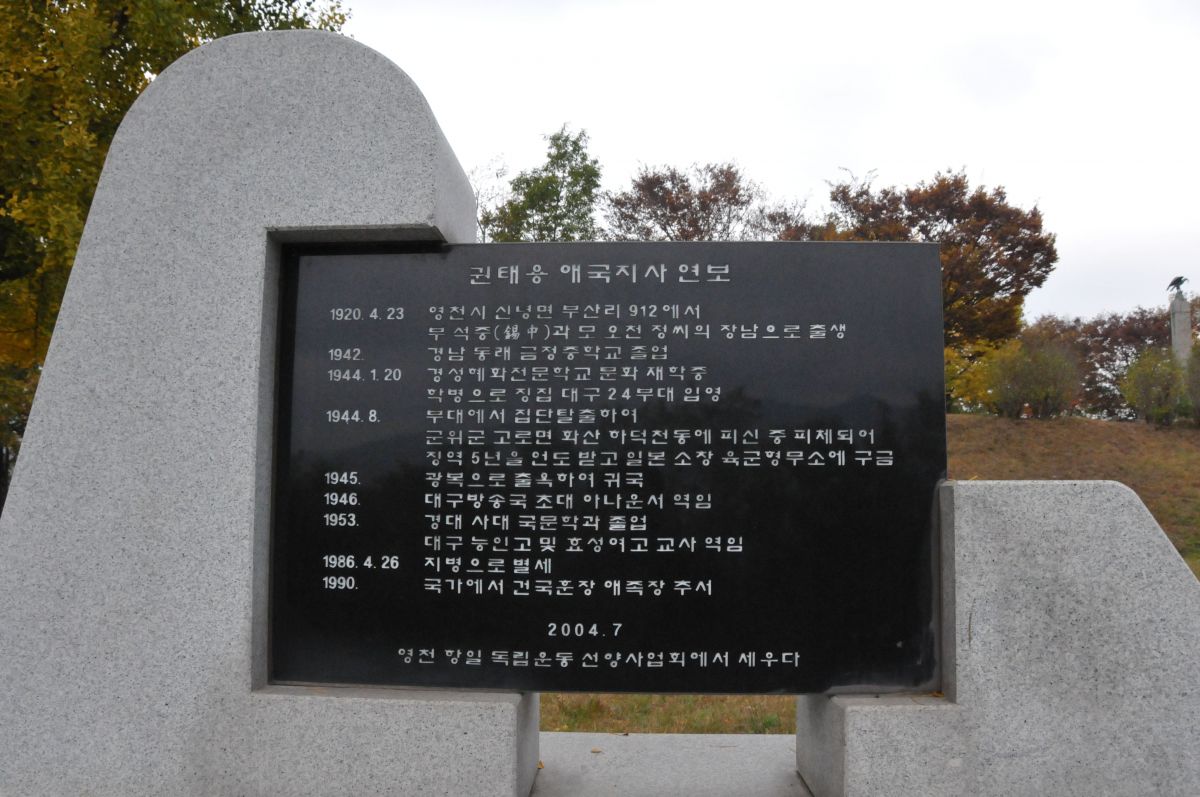 권태응 애국지사 연보
1920. 4. 23 영천시 신녕면 부산리 912에서
부 석중(錫中)과 모 오천 정씨의 장남으로 출생
1942. 경남 동래 금정중학교 졸업
1944. 1. 20 경성혜화전문학교 문화 재학중
학병으로 징집 대구 24부대 입영
1944. 8. 부대에서 집단탈출하여
군위군 고로면 화산 하덕천동에 피신 중 피체되어
징역 5년을 언도 받고 일본 소창 육군형무소에 구금
1945. 광복으로 출옥하여 귀국
1946. 대구방송국 초대 아나운서 역임
1953. 경대 사대 국문학과 졸업
대구 능인고 및 효성여고 교사 역임
1986. 4. 26 지병으로 별세
1990. 국가에서 건국훈장 애족장 추서
2004. 7
영천 항일 독립운동 선양사업회에서 세우다